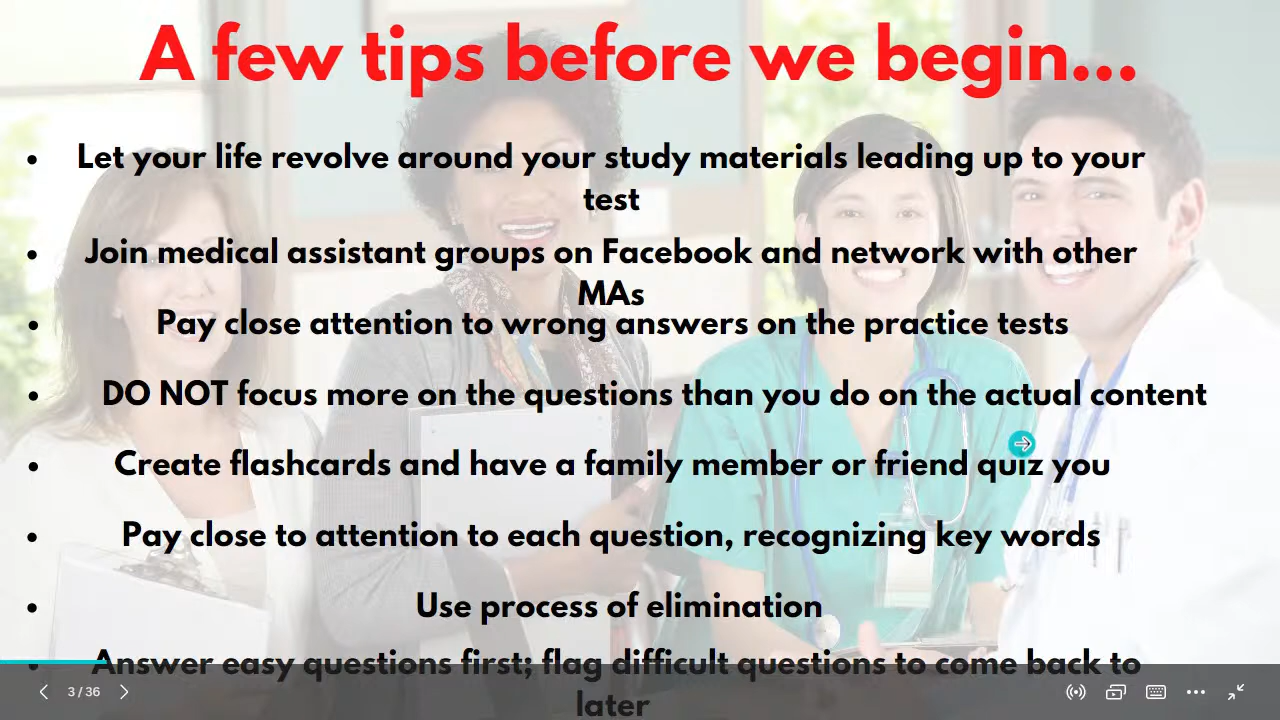 A few tips before we begin...
• Let your life revolve around your study materials leading up to your
test
• Join medical assistant groups on Facebook and network with other
MAs
• Pay close attention to wrong answers on the practice tests
• DO NOT focus more on the questions than you do on the actual content
• Create flashcards and have a family member or friend quiz you
• Pay close to attention to each question, recognizing key words
• Use process of elimination
• Answer easy questions first; flag difficult questions to come back to
later
3 / 36